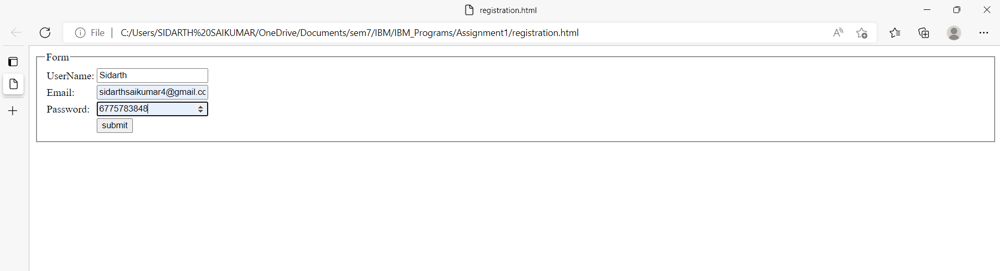 registration.html
File
C:/Users/SIDARTH%20SAIKUMAR/OneDrive/Documents/sem7/IBM/IBM_Programs/Assignment1/registration.html
A
Form
UserName: Sidarth
Email: sidarthsaikumar4@gmail.cc
Password: 6775783848
submit